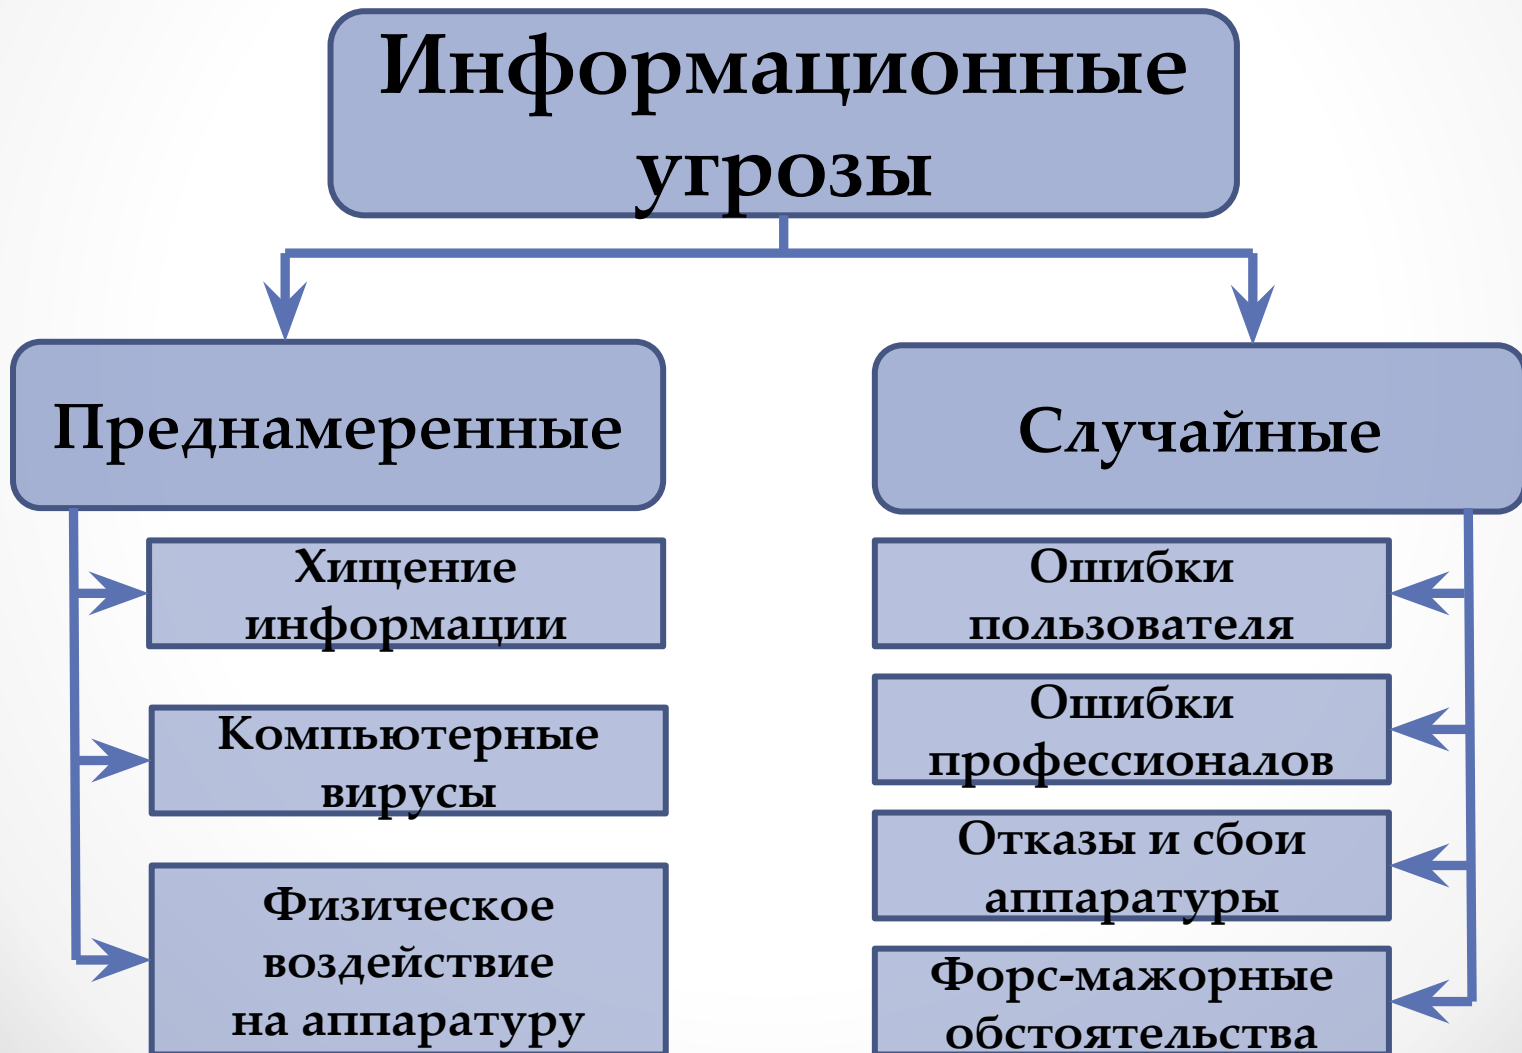 Информационные
угрозы
Преднамеренные
Хищение
информации
Компьютерные
вирусы
Физическое
воздействие
на аппаратуру
Случайные
Ошибки
пользователя
Ошибки
профессионалов
Отказы и сбои
аппаратуры
Форс-мажорные
обстоятельства